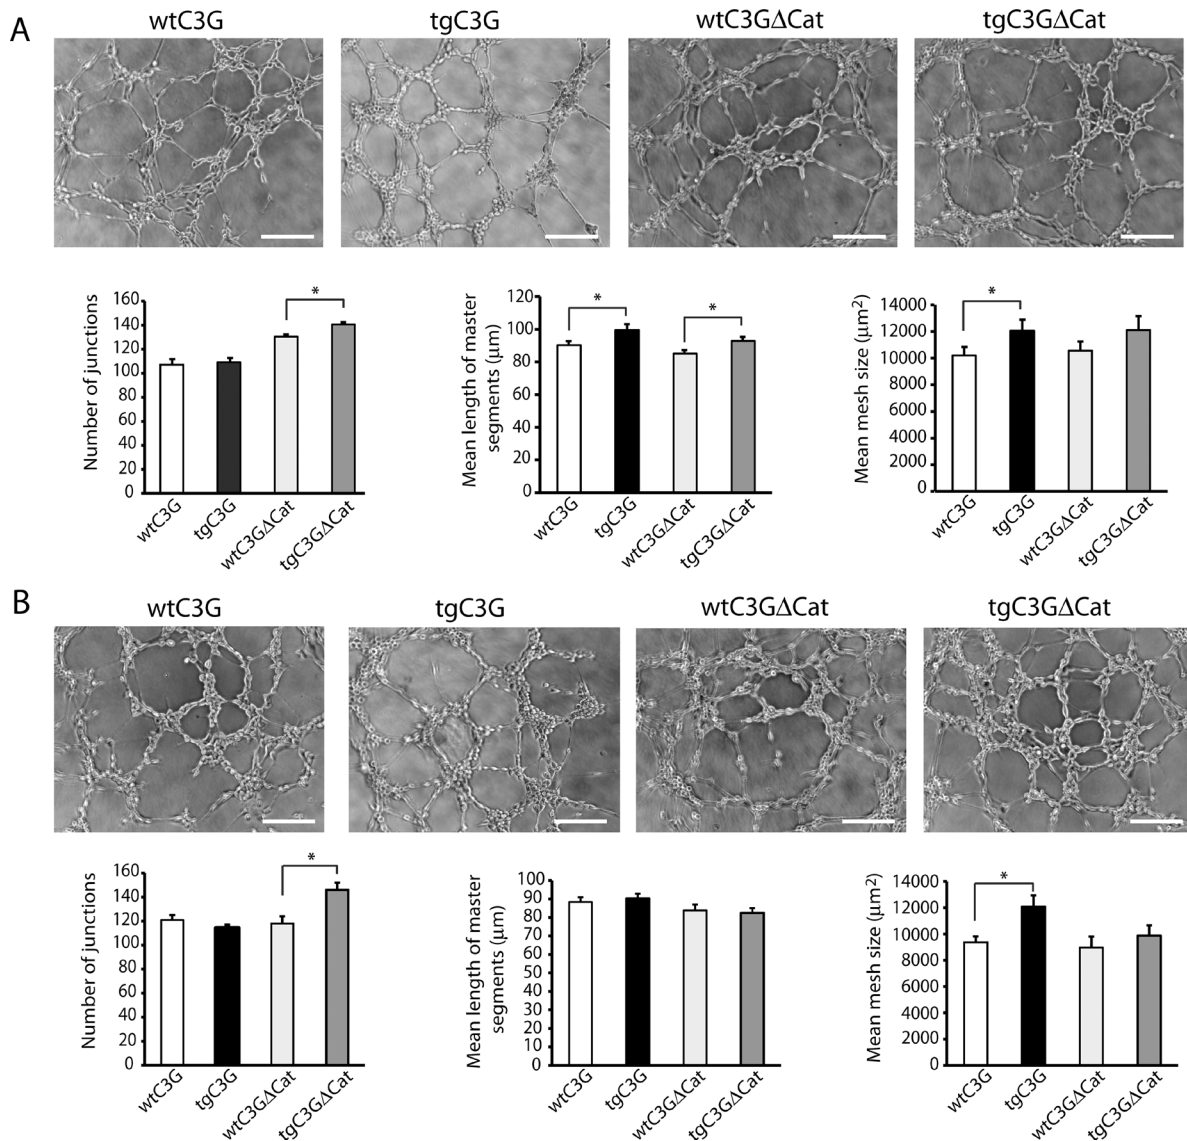 A
wtC3G
tgC3G
wtC3GΔCat
tgC3GΔCat
Number of junctions
160
140
120
100
80
60
40
20
0
*
wtC3G
tgC3G
wtC3GΔCat
tgC3GΔCat
Mean length of master
segments (μm)
120
100
80
60
40
20
0
*
*
wtC3G
tgC3G
wtC3GΔCat
tgC3GΔCat
Mean mesh size (μm²)
14000
12000
10000
8000
6000
4000
2000
0
*
wtC3G
tgC3G
wtC3GΔCat
tgC3GΔCat
B
wtC3G
tgC3G
wtC3GΔCat
tgC3GΔCat
Number of junctions
160
140
120
100
80
60
40
20
0
*
wtC3G
tgC3G
wtC3GΔCat
tgC3GΔCat
Mean length of master
segments (μm)
100
90
80
70
60
50
40
30
20
10
0
wtC3G
tgC3G
wtC3GΔCat
tgC3GΔCat
Mean mesh size (μm²)
14000
12000
10000
8000
6000
4000
2000
0
*
wtC3G
tgC3G
wtC3GΔCat
tgC3GΔCat